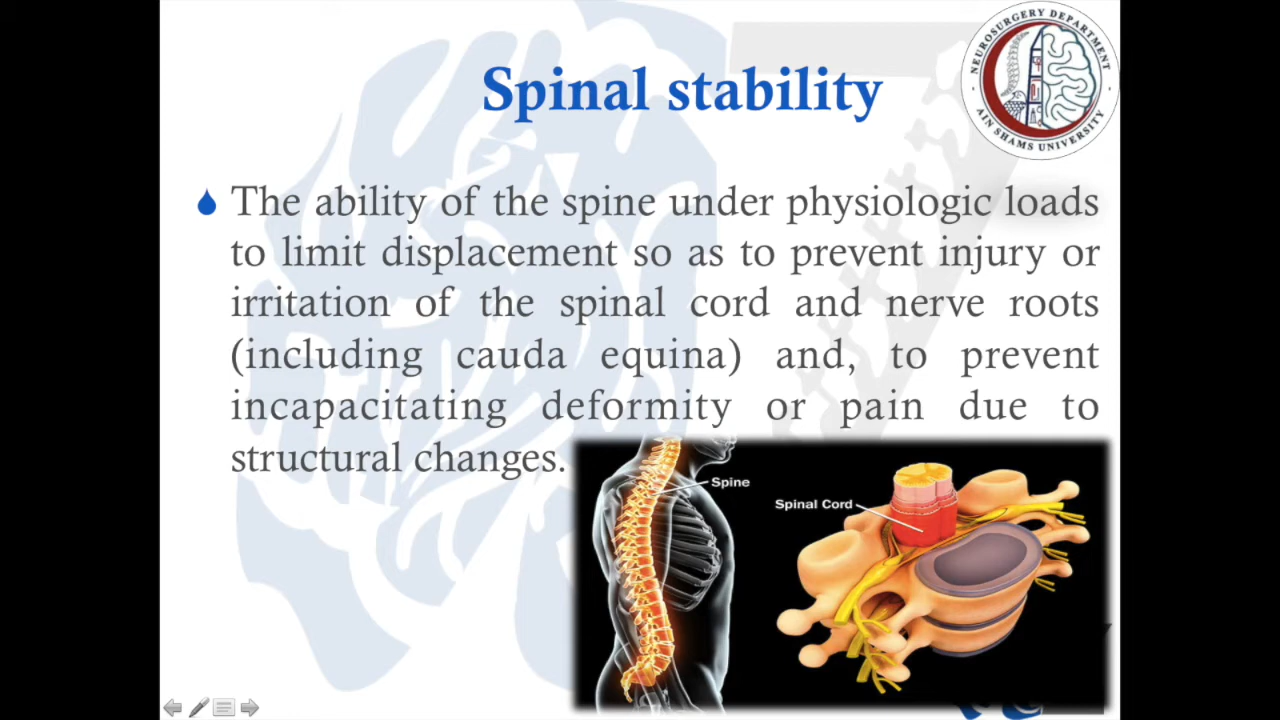 Spinal stability
NEUROSURGERY DEPARTMENT
AIN SHAMS UNIVERSITY
The ability of the spine under physiologic loads
to limit displacement so as to prevent injury or
irritation of the spinal cord and nerve roots
(including cauda equina) and, to prevent
incapacitating deformity or pain due to
structural changes.
Spine
Spinal Cord